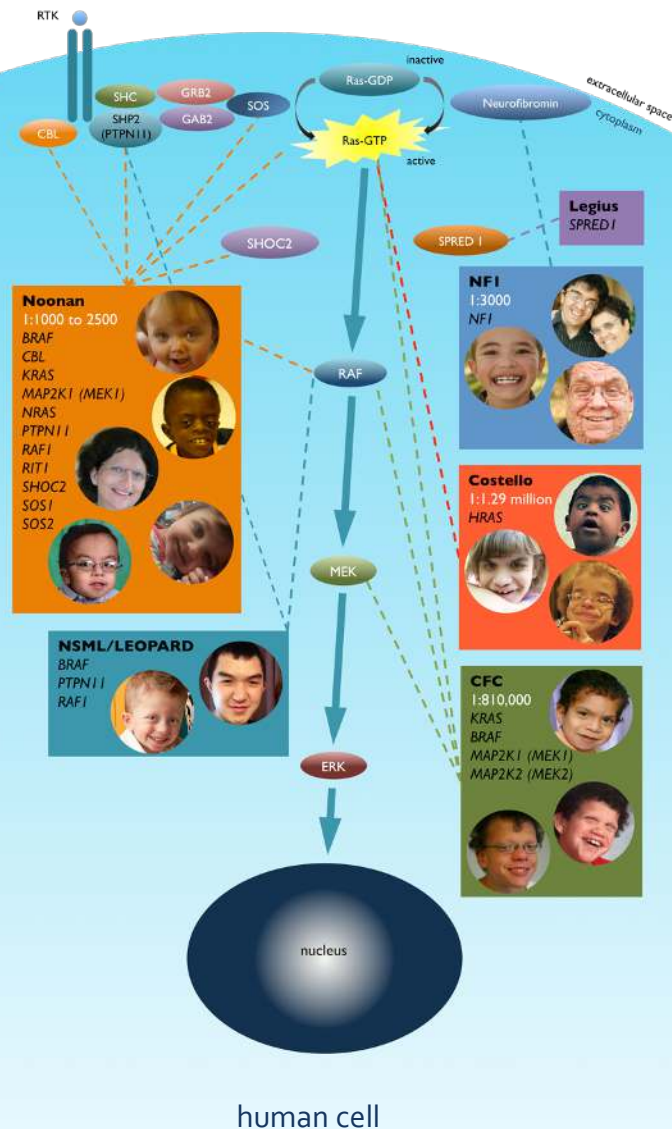 RTK
inactive
Ras-GDP
extracellular space
cytoplasm
SHC
GRB2
SOS
Neurofibromin
CBL
SHP2
(PTPN11)
GAB2
Ras-GTP
active
Legius
SPRED1
SHOC2
SPRED 1
NF1
1:3000
NF1
Noonan
1:1000 to 2500
BRAF
CBL
KRAS
MAP2K1 (MEK1)
NRAS
PTPN11
RAF1
RIT1
SHOC2
SOS1
SOS2
RAF
Costello
1:1.29 million
HRAS
MEK
NSML/LEOPARD
BRAF
PTPN11
RAF1
CFC
1:810,000
KRAS
BRAF
MAP2K1 (MEK1)
MAP2K2 (MEK2)
ERK
nucleus
human cell